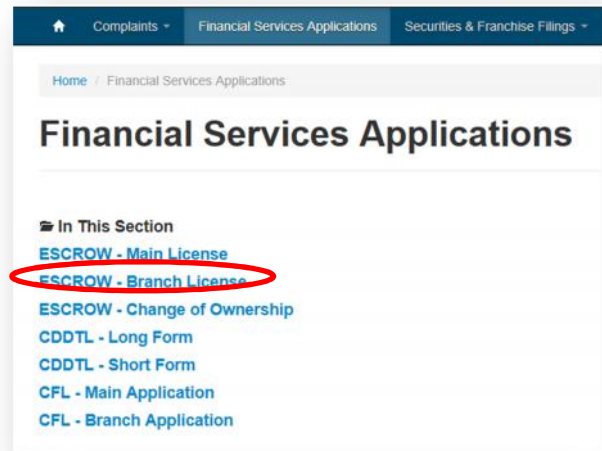 Complaints Financial Services Applications Securities & Franchise Filings
Home / Financial Services Applications
Financial Services Applications
In This Section
ESCROW - Main License
ESCROW - Branch License
ESCROW - Change of Ownership
CDDTL - Long Form
CDDTL - Short Form
CFL - Main Application
CFL - Branch Application